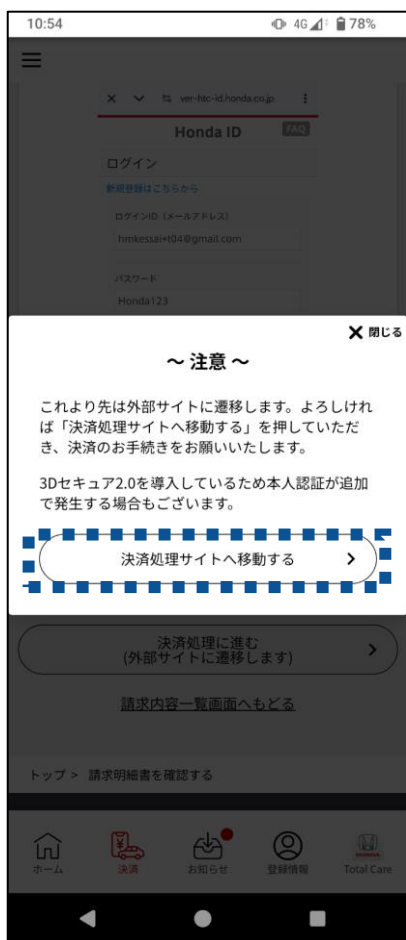 10:54
4G
78%
ver-htc-id.honda.co.jp
Honda ID
FAQ
ログイン
新規登録はこちらから
ログインID（メールアドレス）
hmkessai+t04@gmail.com
パスワード
Honda123
閉じる
～ 注意 ～
これより先は外部サイトに遷移します。よろしけれ
ば「決済処理サイトへ移動する」を押していただ
き、決済のお手続きをお願いいたします。
3Dセキュア2.0を導入しているため本人認証が追加
で発生する場合もございます。
決済処理サイトへ移動する
決済処理に進む
(外部サイトに遷移します)
請求内容一覧画面へもどる
トップ > 請求明細書を確認する
ホーム
決済
お知らせ
登録情報
HONDA
Total Care